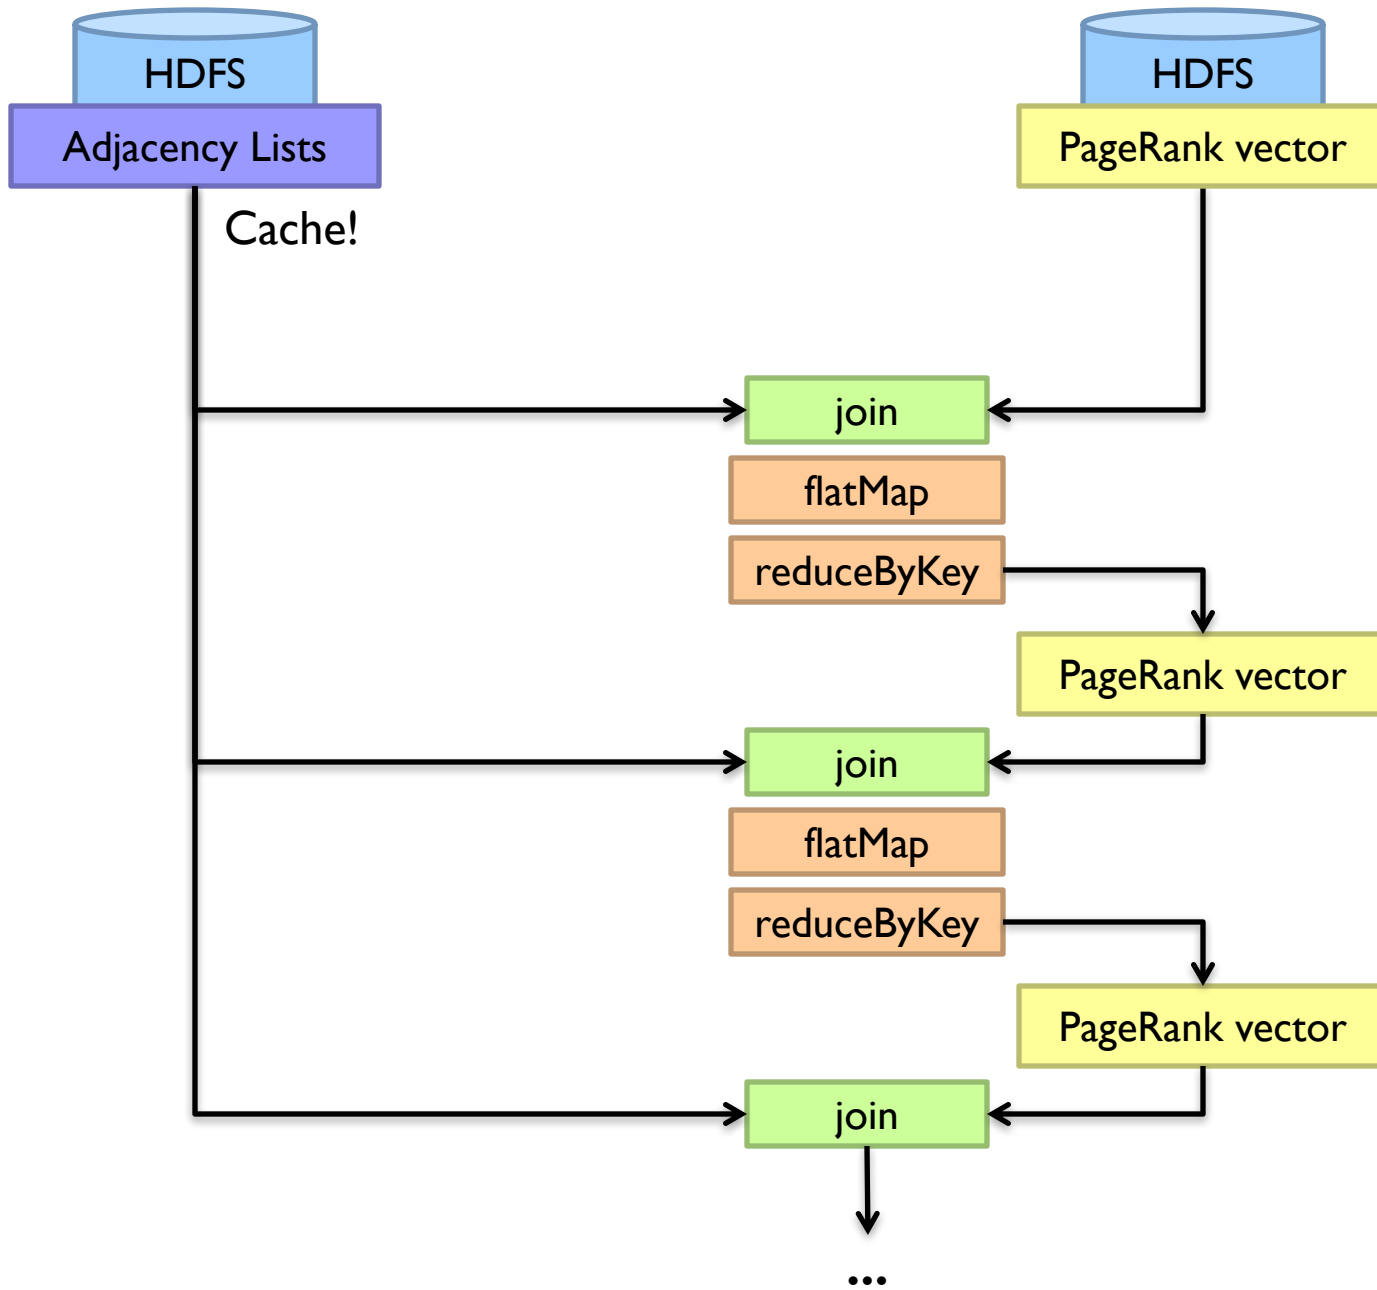 HDFS
HDFS
Adjacency Lists
PageRank vector
Cache!
join
flatMap
reduceByKey
PageRank vector
join
flatMap
reduceByKey
PageRank vector
join
...